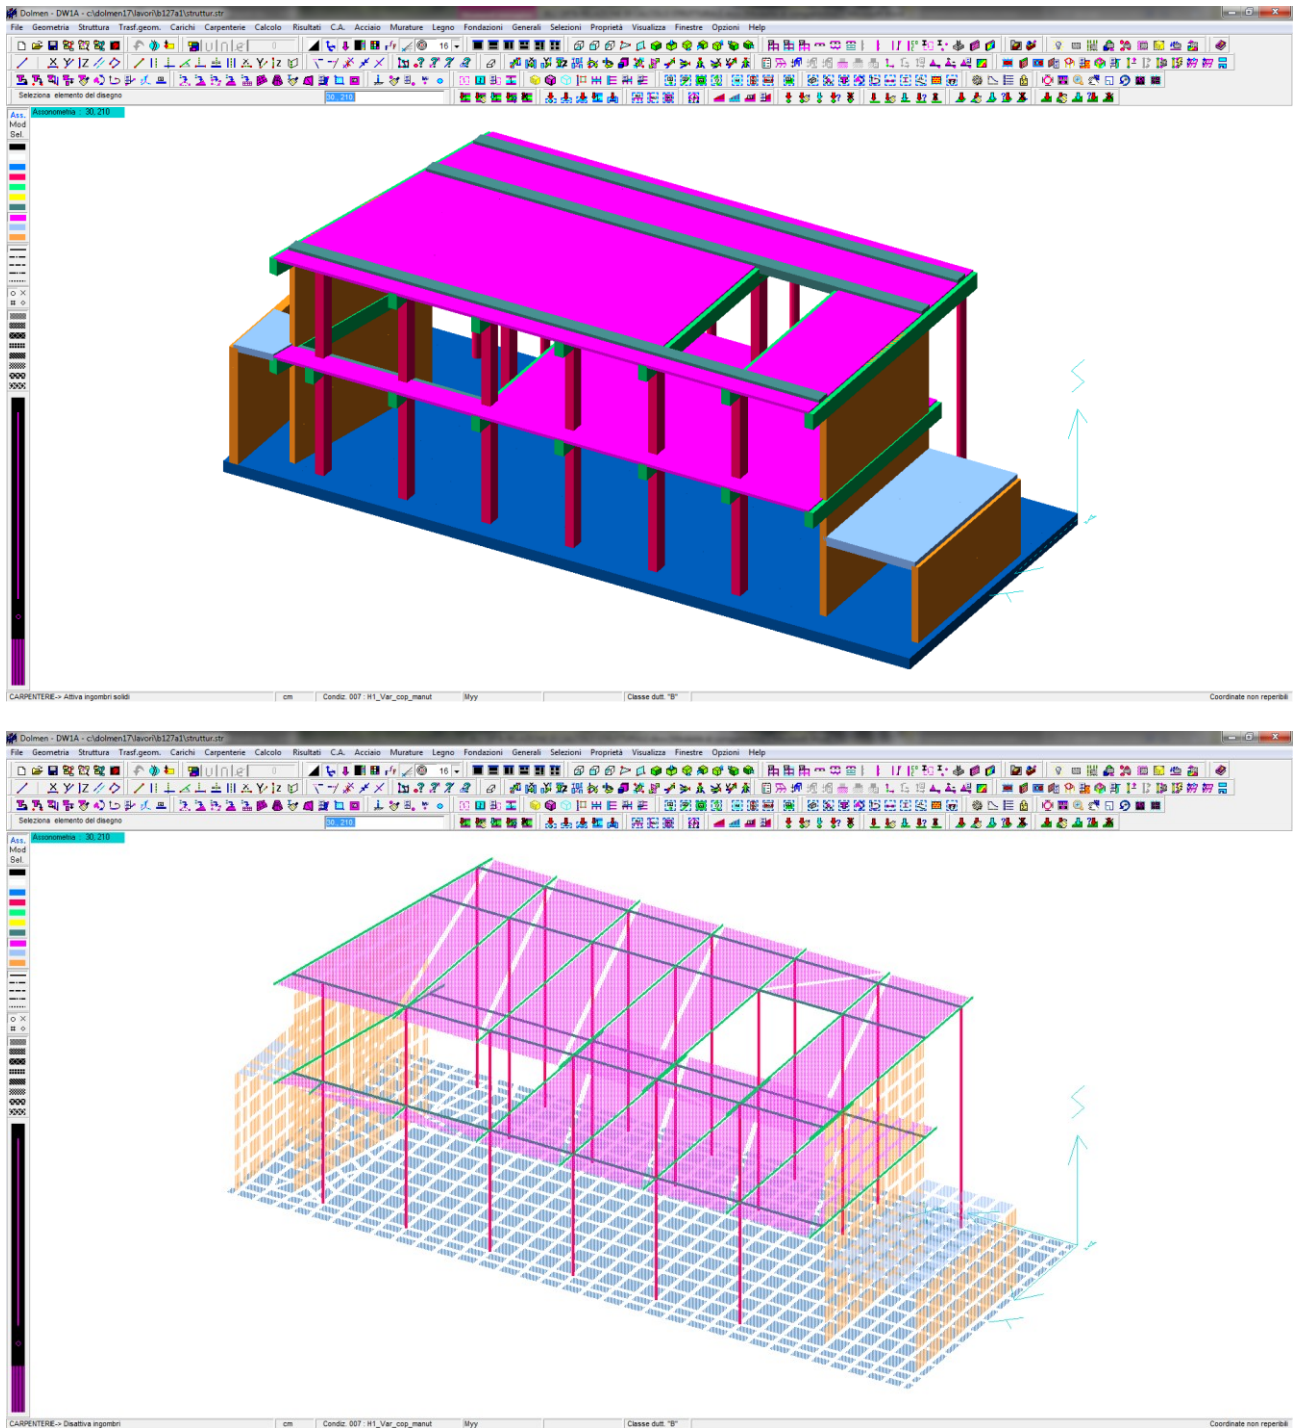 Dolmen - DW1A - c:\dolmen17\lavori\b127a1\struttur.str
File Geometria Struttura Trasf.geom. Carichi Carpenterie Calcolo Risultati C.A. Acciaio Murature Legno Fondazioni Generali Selezioni Proprietà Visualizza Finestre Opzioni Help
16
Seleziona elemento del disegno
30, 210
Ass.
Assonometria : 30, 210
Mod
Sel.
CARPENTERIE-> Attiva ingombri solidi
cm
Condiz. 007 : H1_Var_cop_manut
Myy
Classe dutt. "B"
Coordinate non reperibili
Dolmen - DW1A - c:\dolmen17\lavori\b127a1\struttur.str
File Geometria Struttura Trasf.geom. Carichi Carpenterie Calcolo Risultati C.A. Acciaio Murature Legno Fondazioni Generali Selezioni Proprietà Visualizza Finestre Opzioni Help
16
Seleziona elemento del disegno
30, 210
Ass.
Assonometria : 30, 210
Mod
Sel.
CARPENTERIE-> Disattiva ingombri
cm
Condiz. 007 : H1_Var_cop_manut
Myy
Classe dutt. "B"
Coordinate non reperibili